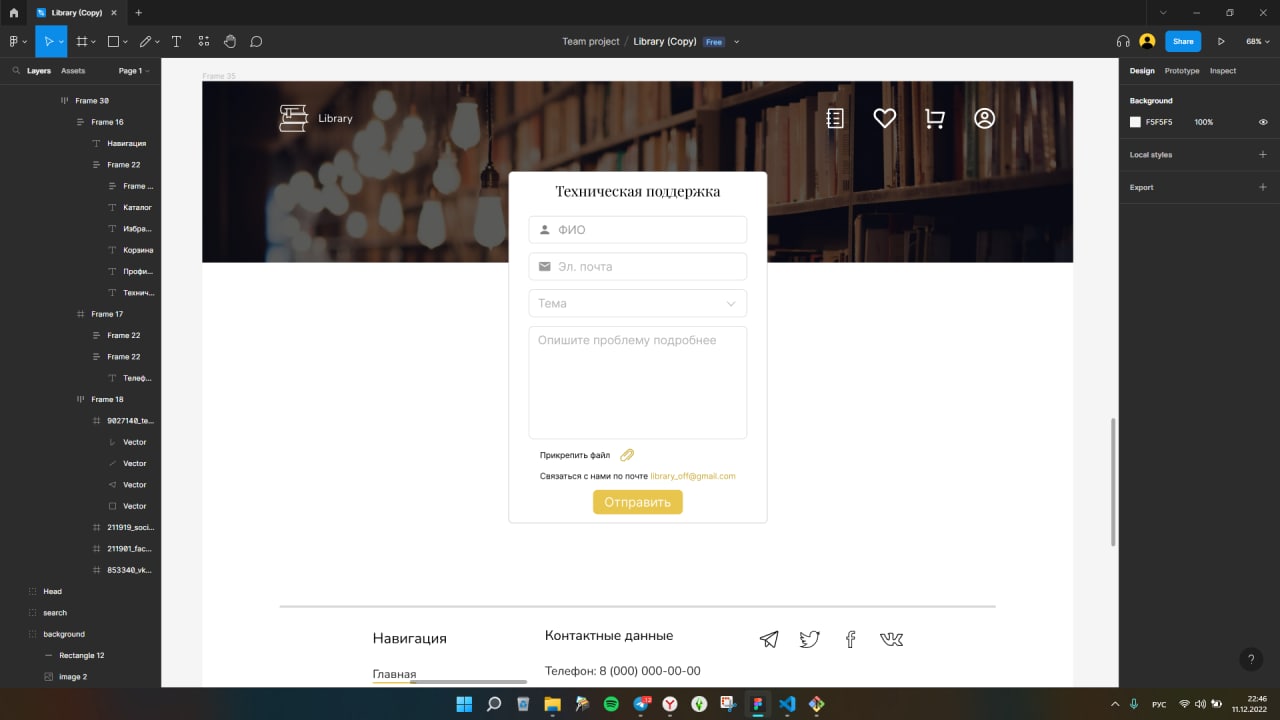 Library (Copy)
Team project / Library (Copy) Free
Share
68%
Layers
Assets
Page 1
Frame 30
Frame 16
Навигация
Frame 22
Frame ...
Каталог
Избра...
Корзина
Профи...
Технич...
Frame 17
Frame 22
Frame 22
Телеф...
Frame 18
9027140_te...
Vector
Vector
Vector
Vector
211919_soci...
211901_fac...
853340_vk...
Head
search
background
Rectangle 12
image 2
Frame 35
Library
Техническая поддержка
ФИО
Эл. почта
Тема
Опишите проблему подробнее
Прикрепить файл
Связаться с нами по почте library_off@gmail.com
Отправить
Навигация
Главная
Контактные данные
Телефон: 8 (000) 000-00-00
Design
Prototype
Inspect
Background
F5F5F5
100%
Local styles
Export
?
РУС
22:46
11.12.2022